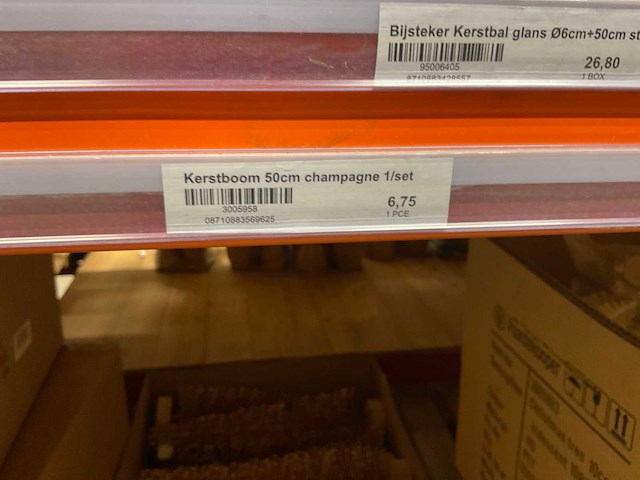 Bijsteker Kerstbal glans Ø6cm+50cm st
95006405
26,80
8710883429557
1 BOX
Kerstboom 50cm champagne 1/set
3005958
6,75
08710883569625
1 PCE